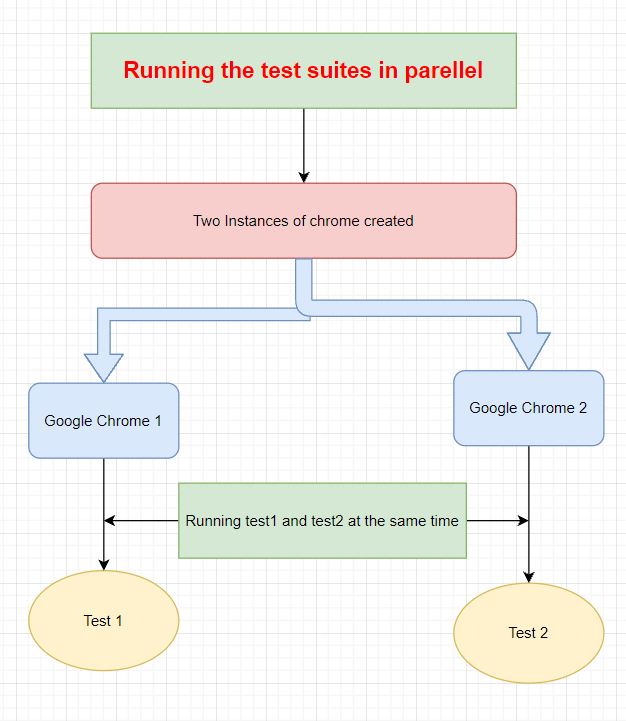 Running the test suites in parellel
Two Instances of chrome created
Google Chrome 1
Google Chrome 2
Running test1 and test2 at the same time
Test 1
Test 2